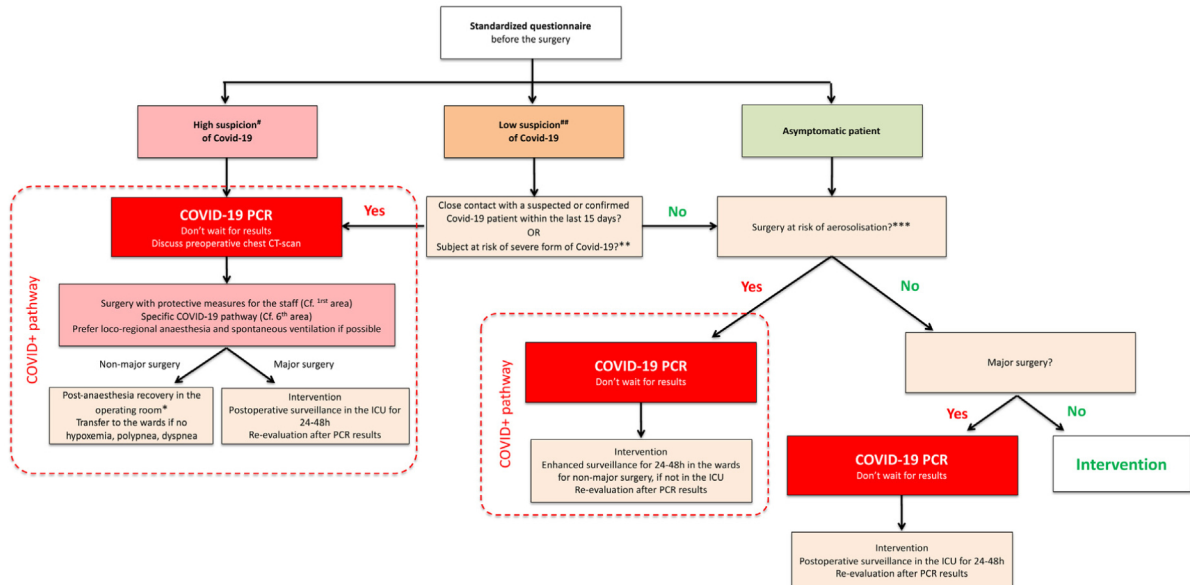 Standardized questionnaire
before the surgery
High suspicion#
of Covid-19
Low suspicion##
of Covid-19
Asymptomatic patient
COVID+ pathway
COVID-19 PCR
Don't wait for results
Discuss preoperative chest CT-scan
Yes
Close contact with a suspected or confirmed
Covid-19 patient within the last 15 days?
OR
Subject at risk of severe form of Covid-19?**
No
Surgery at risk of aerosolisation?***
Surgery with protective measures for the staff (Cf. 1rst area)
Specific COVID-19 pathway (Cf. 6th area)
Prefer loco-regional anaesthesia and spontaneous ventilation if possible
Non-major surgery
Major surgery
Post-anaesthesia recovery in
the operating room*
Transfer to the wards if no
hypoxemia, polypnea, dyspnea
Intervention
Postoperative surveillance in the ICU for
24-48h
Re-evaluation after PCR results
Yes
No
COVID+ pathway
COVID-19 PCR
Don't wait for results
Intervention
Enhanced surveillance for 24-48h in the wards
for non-major surgery, if not in the ICU
Re-evaluation after PCR results
Major surgery?
Yes
No
COVID-19 PCR
Don't wait for results
Intervention
Intervention
Postoperative surveillance in the ICU for 24-48h
Re-evaluation after PCR results